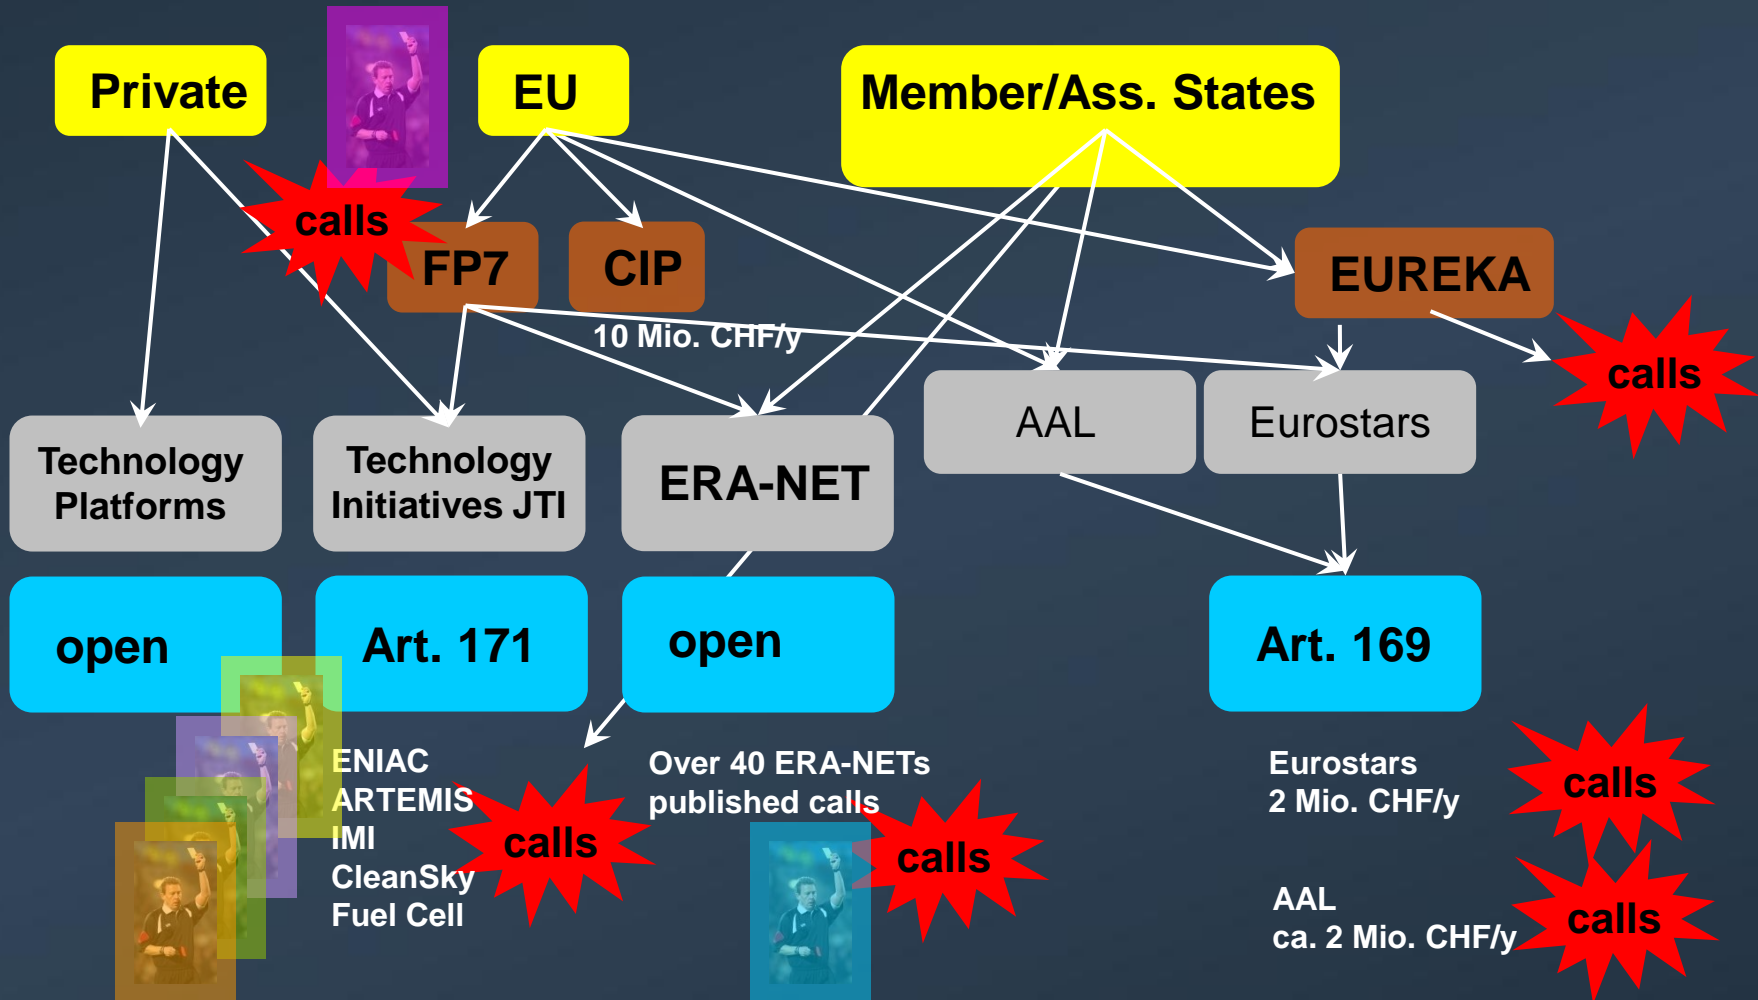 Private
EU
Member/Ass. States
calls
FP7
CIP
EUREKA
10 Mio. CHF/y
calls
AAL
Eurostars
Technology
Platforms
Technology
Initiatives JTI
ERA-NET
open
Art. 171
open
Art. 169
ENIAC
ARTEMIS
IMI
CleanSky
Fuel Cell
calls
Over 40 ERA-NETs
published calls
calls
Eurostars
2 Mio. CHF/y
calls
AAL
ca. 2 Mio. CHF/y
calls